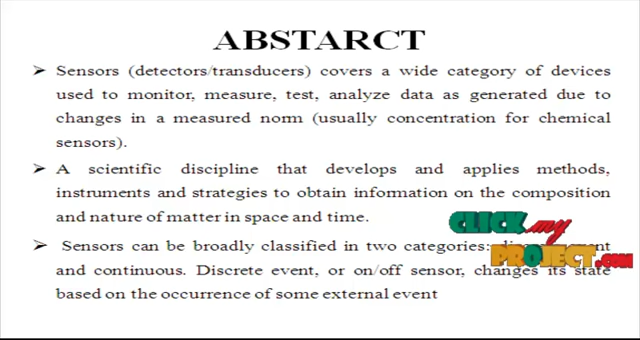 ABSTARCT
➤ Sensors (detectors/transducers) covers a wide category of devices
used to monitor, measure, test, analyze data as generated due to
changes in a measured norm (usually concentration for chemical
sensors).
➤ A scientific discipline that develops and applies methods,
instruments and strategies to obtain information on the composition
and nature of matter in space and time.
➤ Sensors can be broadly classified in two categories:
and continuous. Discrete event, or on/off sensor, changes its state
based on the occurrence of some external event
CLICK my
PROJECT.com